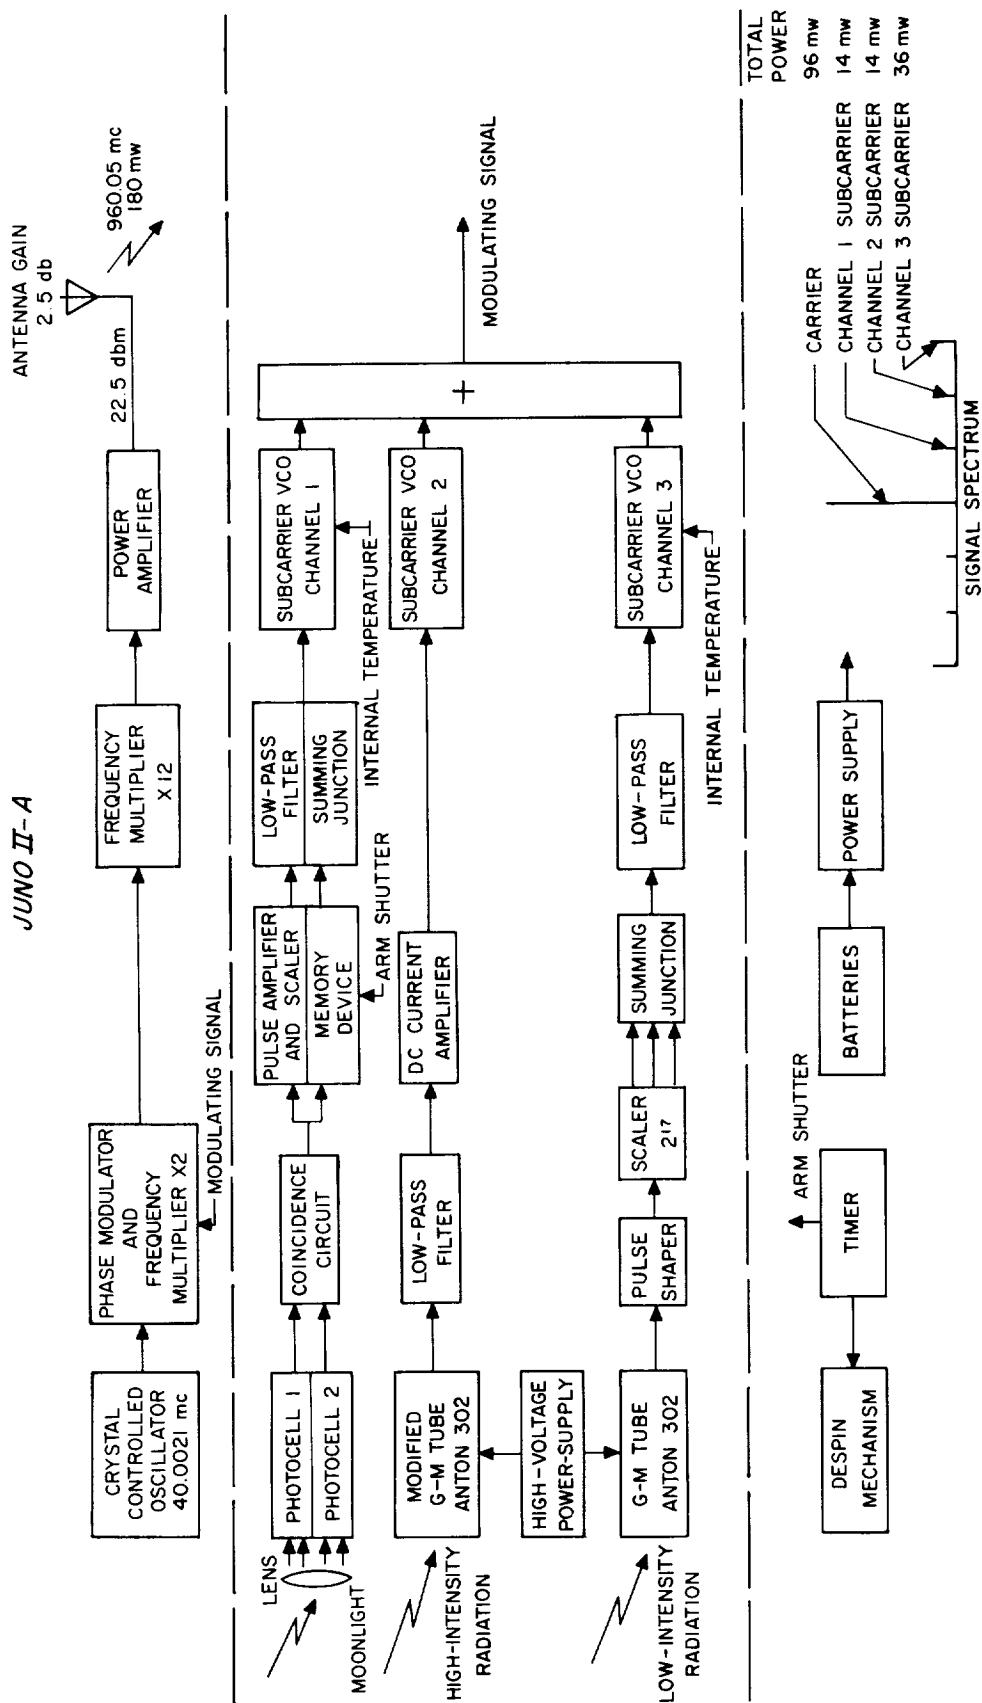 JUNO II-A
CRYSTAL
CONTROLLED
OSCILLATOR
40.0021 mc
PHASE MODULATOR
AND
FREQUENCY
MULTIPLIER X2
MODULATING SIGNAL
FREQUENCY
MULTIPLIER
X12
POWER
AMPLIFIER
22.5 dbm
ANTENNA GAIN
2.5 db
960.05 mc
180 mw
LENS
MOONLIGHT
PHOTOCELL 1
PHOTOCELL 2
COINCIDENCE
CIRCUIT
PULSE AMPLIFIER
AND SCALER
MEMORY
DEVICE
ARM SHUTTER
LOW-PASS
FILTER
SUMMING
JUNCTION
SUBCARRIER VCO
CHANNEL 1
INTERNAL TEMPERATURE
HIGH-INTENSITY
RADIATION
MODIFIED
G-M TUBE
ANTON 302
LOW-PASS
FILTER
DC CURRENT
AMPLIFIER
SUBCARRIER VCO
CHANNEL 2
+
MODULATING SIGNAL
HIGH-VOLTAGE
POWER-SUPPLY
LOW-INTENSITY
RADIATION
G-M TUBE
ANTON 302
PULSE
SHAPER
SCALER
2¹⁷
SUMMING
JUNCTION
LOW-PASS
FILTER
SUBCARRIER VCO
CHANNEL 3
INTERNAL TEMPERATURE
DESPIN
MECHANISM
TIMER
ARM SHUTTER
BATTERIES
POWER SUPPLY
SIGNAL SPECTRUM
TOTAL
POWER
CARRIER 96 mw
CHANNEL 1 SUBCARRIER 14 mw
CHANNEL 2 SUBCARRIER 14 mw
CHANNEL 3 SUBCARRIER 36 mw